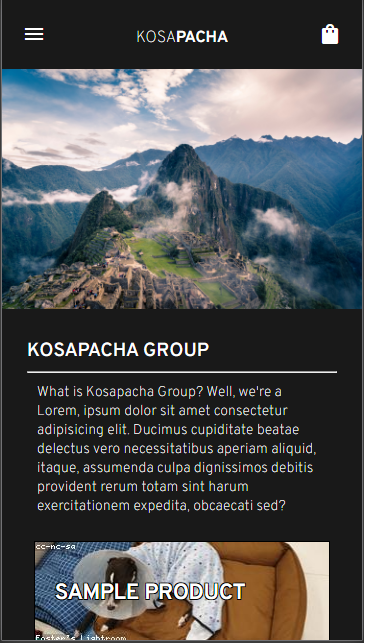 KOSAPACHA
KOSAPACHA GROUP
What is Kosapacha Group? Well, we're a
Lorem, ipsum dolor sit amet consectetur
adipisicing elit. Ducimus cupiditate beatae
delectus vero necessitatibus aperiam aliquid,
itaque, assumenda culpa dignissimos debitis
provident rerum totam sint harum
exercitationem expedita, obcaecati sed?
cc-nc-sa
SAMPLE PRODUCT
Foster's Lightroom